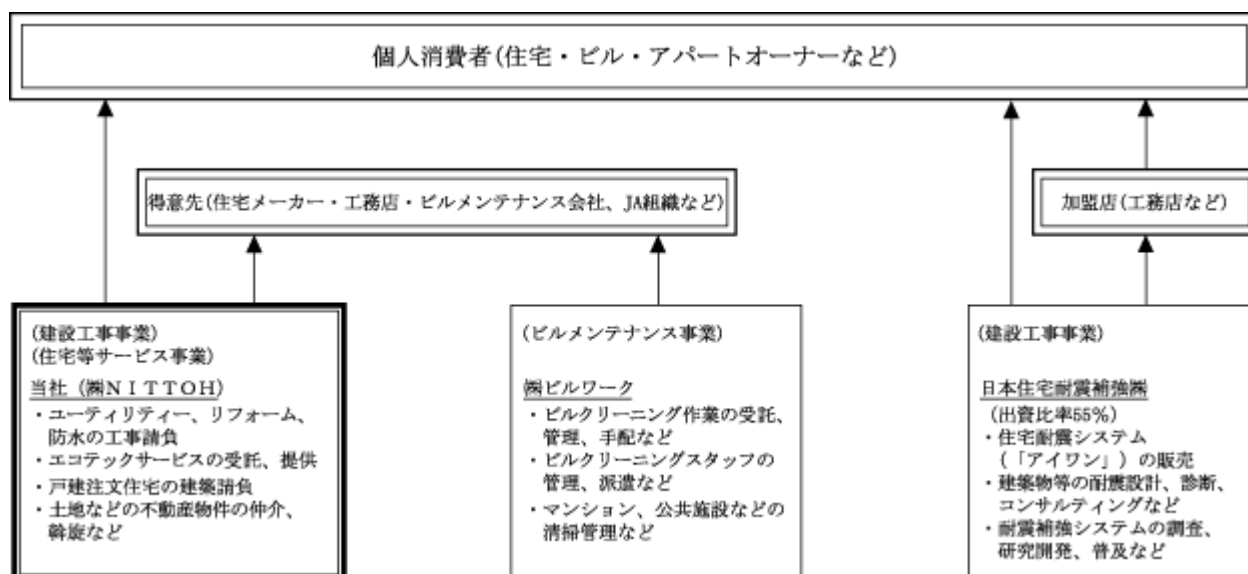 個人消費者(住宅・ビル・アパートオーナーなど)
得意先(住宅メーカー・工務店・ビルメンテナンス会社、JA組織など)
加盟店(工務店など)
(建設工事事業)
(住宅等サービス事業)
当社(㈱NITTOH)
・ユーティリティー、リフォーム、
防水の工事請負
・エコテックサービスの受託、提供
・戸建注文住宅の建築請負
・土地などの不動産物件の仲介、
斡旋など
(ビルメンテナンス事業)
㈱ビルワーク
・ビルクリーニング作業の受託、
管理、手配など
・ビルクリーニングスタッフの
管理、派遣など
・マンション、公共施設などの
清掃管理など
(建設工事事業)
日本住宅耐震補強㈱
(出資比率55%)
・住宅耐震システム
(「アイワン」)の販売
・建築物等の耐震設計、診断、
コンサルティングなど
・耐震補強システムの調査、
研究開発、普及など